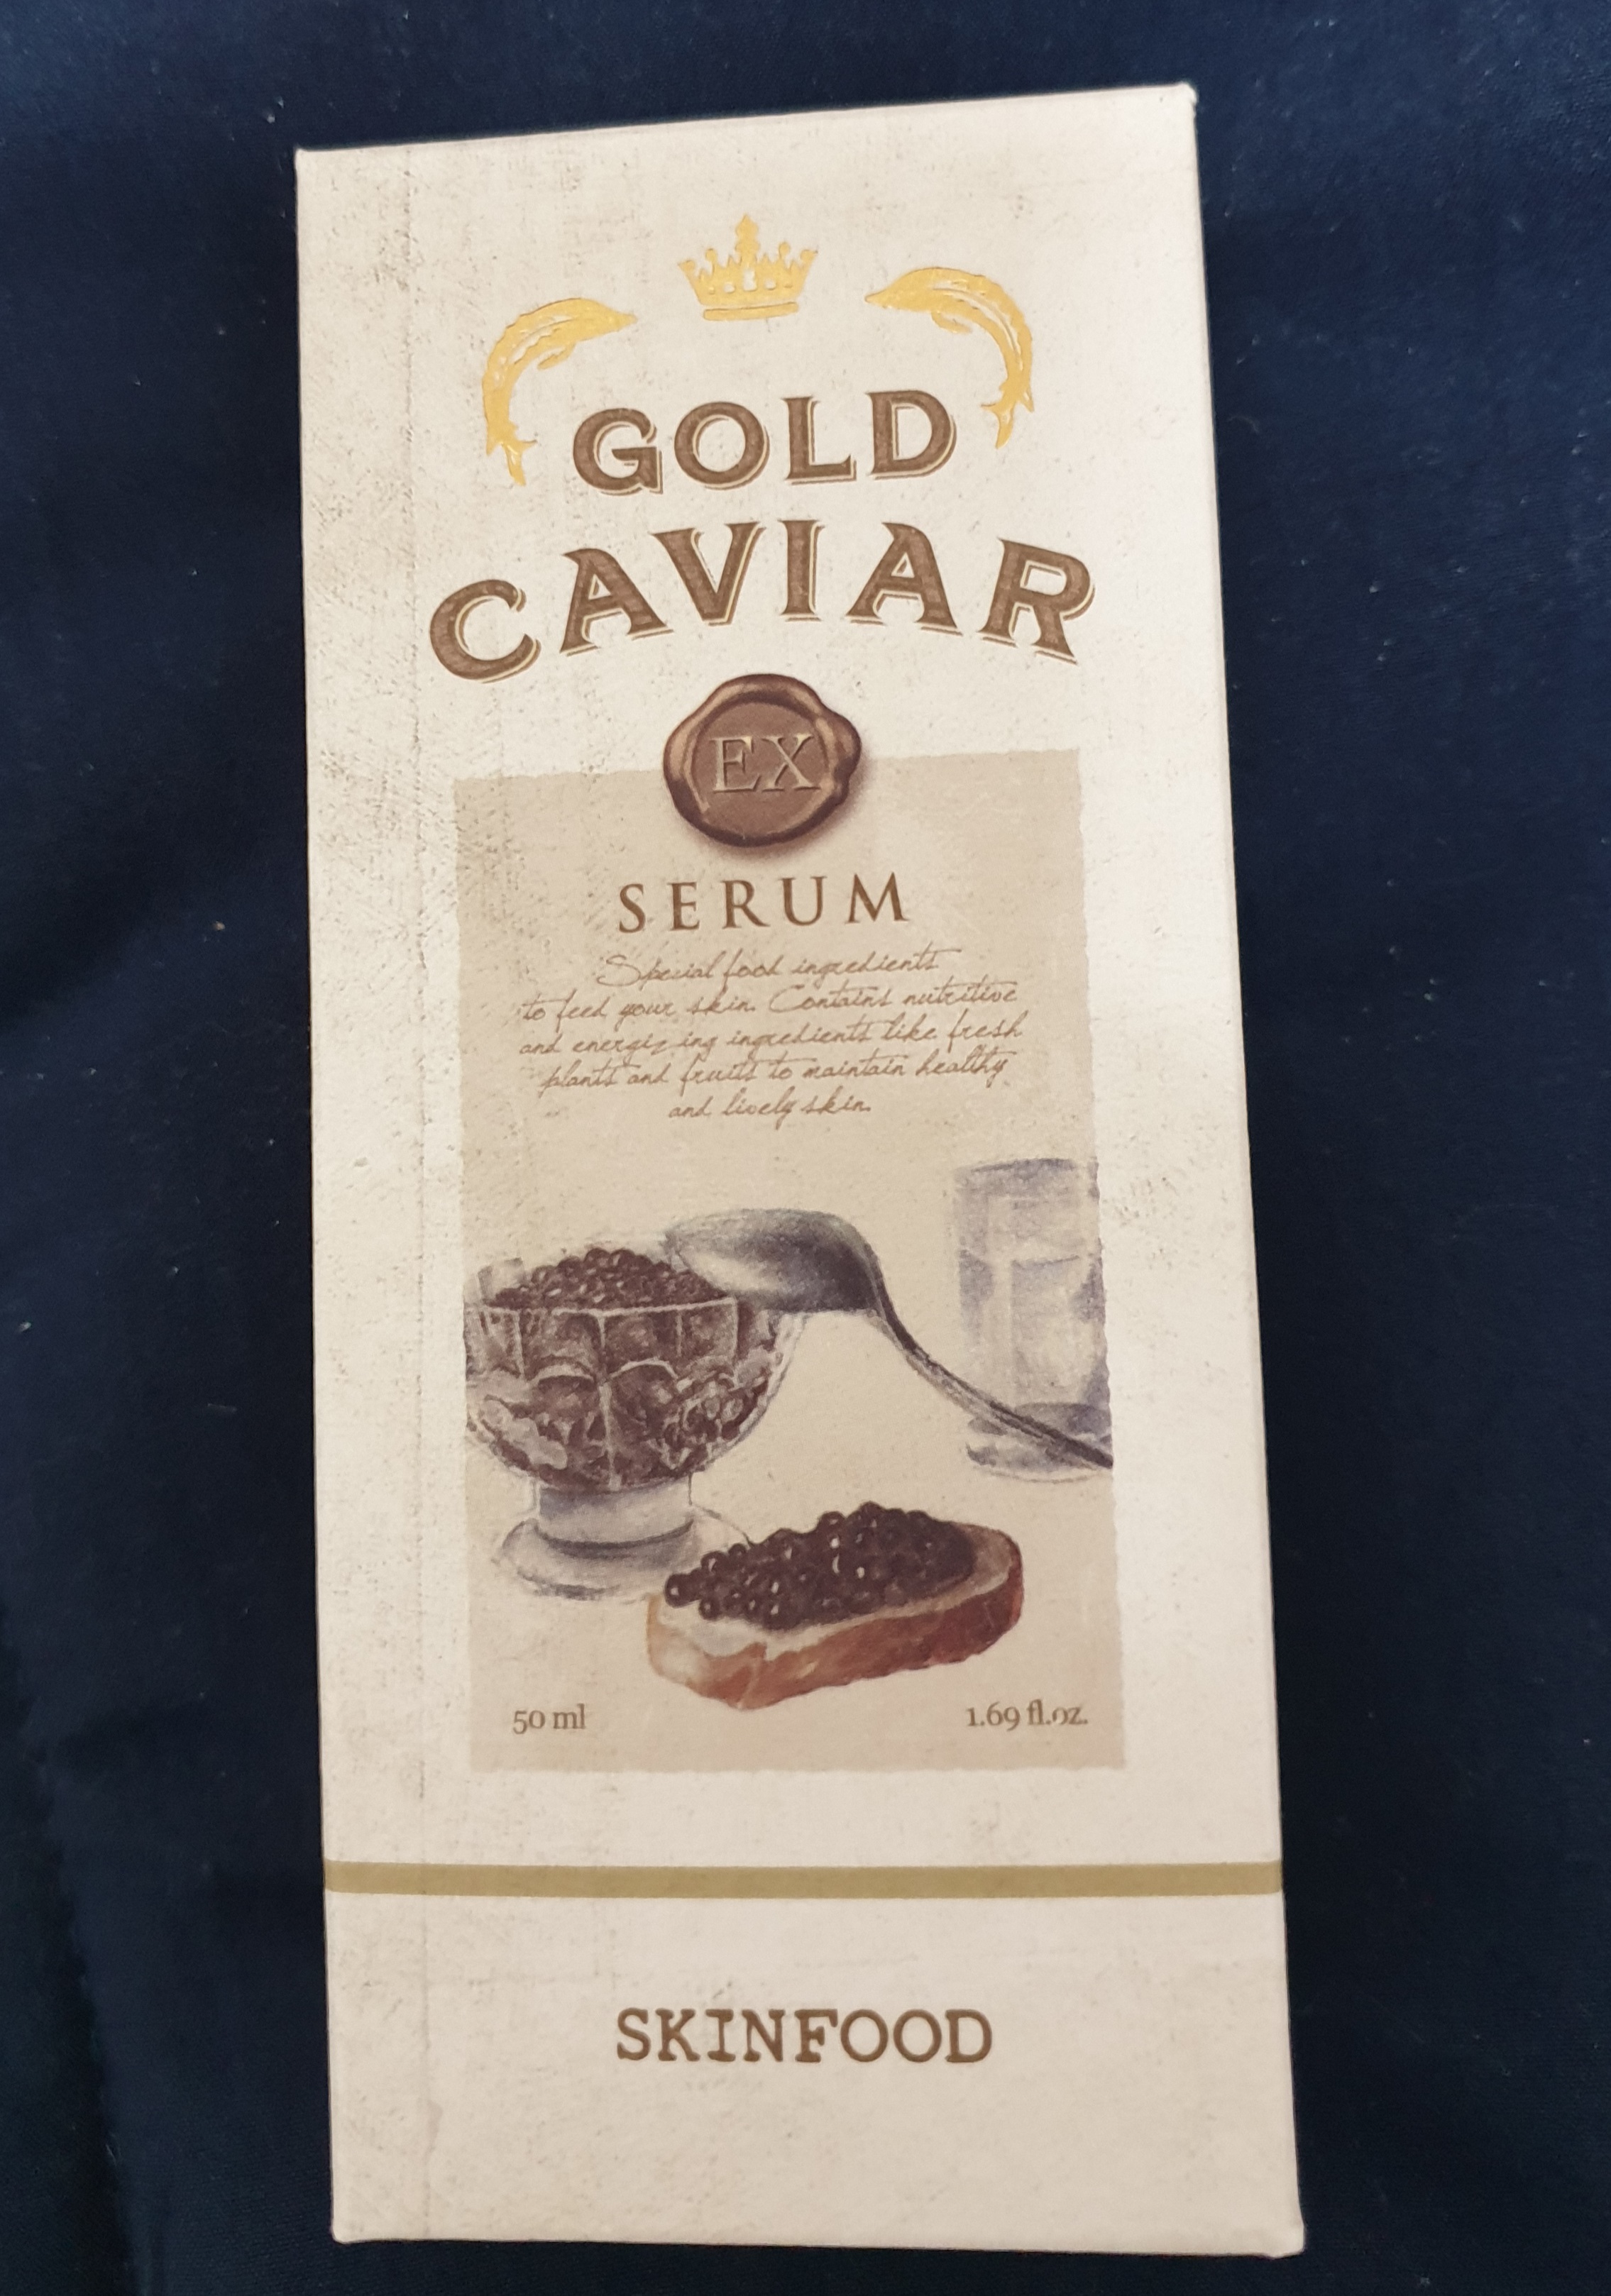 GOLD
CAVIAR
EX
SERUM
Special food ingredients
to feed your skin. Contains nutritive
and energizing ingredients like fresh
plants and fruits to maintain healthy
and lively skin.
50 ml 1.69 fl.oz.
SKINFOOD